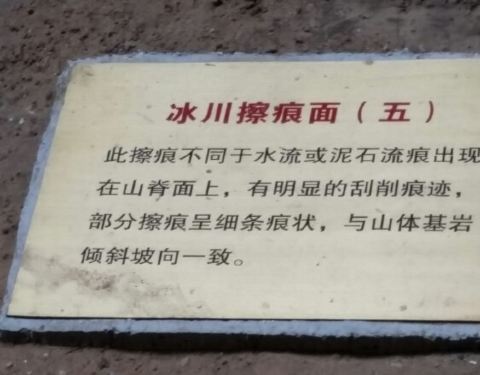 冰川擦痕面（五）
此擦痕不同于水流或泥石流痕出现
在山脊面上，有明显的刮削痕迹，
部分擦痕呈细条痕状，与山体基岩
倾斜坡向一致。